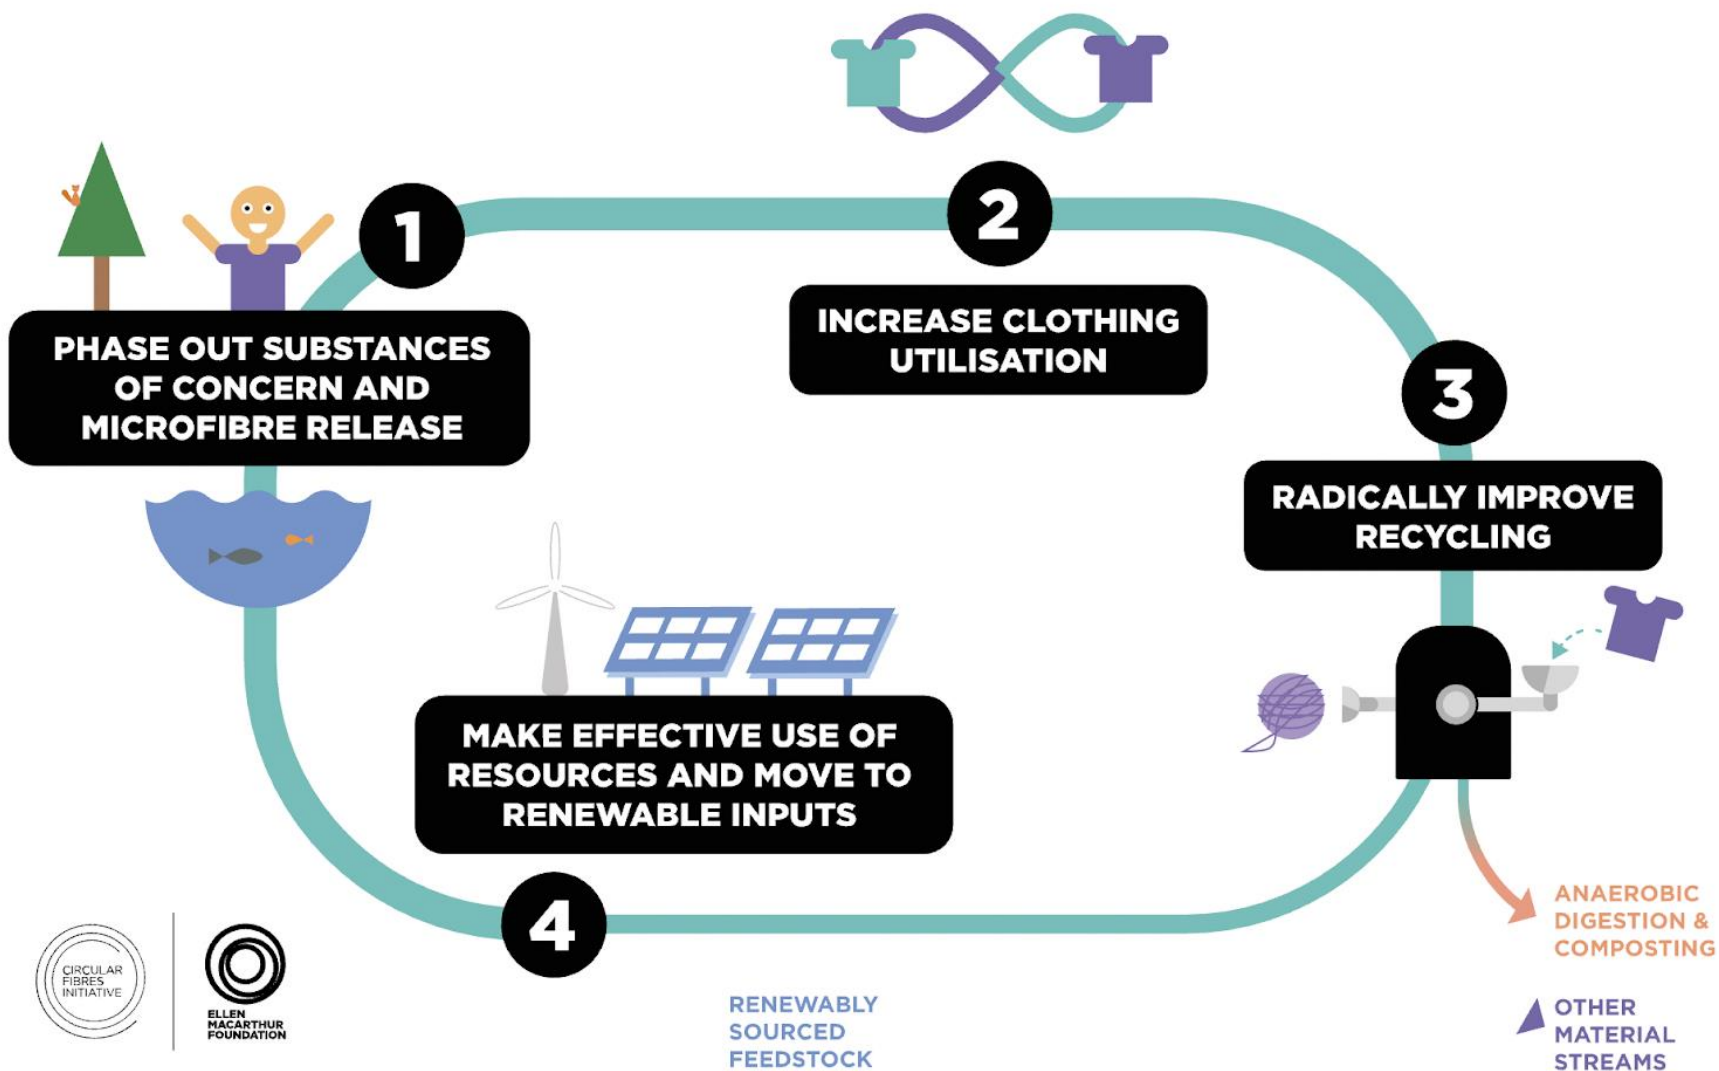 1
PHASE OUT SUBSTANCES
OF CONCERN AND
MICROFIBRE RELEASE
2
INCREASE CLOTHING
UTILISATION
3
RADICALLY IMPROVE
RECYCLING
MAKE EFFECTIVE USE OF
RESOURCES AND MOVE TO
RENEWABLE INPUTS
4
ANAEROBIC
DIGESTION &
COMPOSTING
OTHER
MATERIAL
STREAMS
RENEWABLY
SOURCED
FEEDSTOCK
CIRCULAR
FIBRES
INITIATIVE
ELLEN
MACARTHUR
FOUNDATION